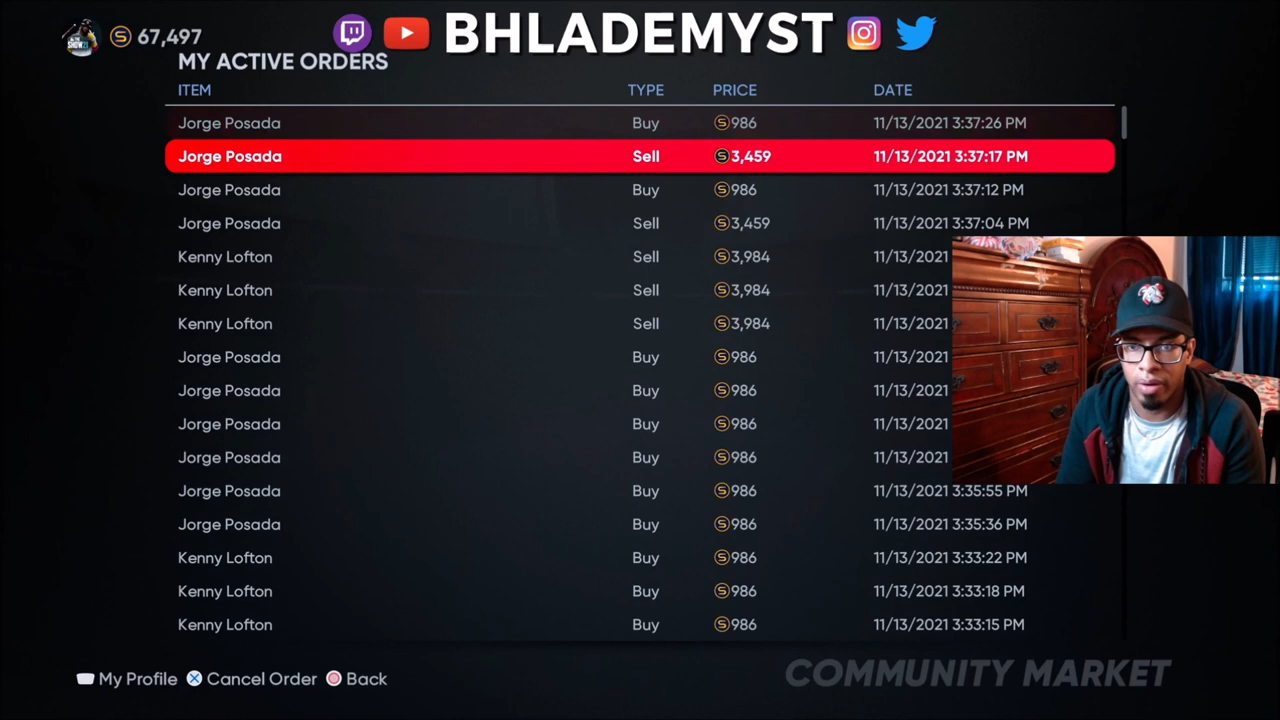 67,497
BHLADEMYST
MY ACTIVE ORDERS
ITEM TYPE PRICE DATE
Jorge Posada Buy 986 11/13/2021 3:37:26 PM
Jorge Posada Sell 3,459 11/13/2021 3:37:17 PM
Jorge Posada Buy 986 11/13/2021 3:37:12 PM
Jorge Posada Sell 3,459 11/13/2021 3:37:04 PM
Kenny Lofton Sell 3,984 11/13/2021
Kenny Lofton Sell 3,984 11/13/2021
Kenny Lofton Sell 3,984 11/13/2021
Jorge Posada Buy 986 11/13/2021
Jorge Posada Buy 986 11/13/2021
Jorge Posada Buy 986 11/13/2021
Jorge Posada Buy 986 11/13/2021
Jorge Posada Buy 986 11/13/2021 3:35:55 PM
Jorge Posada Buy 986 11/13/2021 3:35:36 PM
Kenny Lofton Buy 986 11/13/2021 3:33:22 PM
Kenny Lofton Buy 986 11/13/2021 3:33:18 PM
Kenny Lofton Buy 986 11/13/2021 3:33:15 PM
My Profile Cancel Order Back
COMMUNITY MARKET